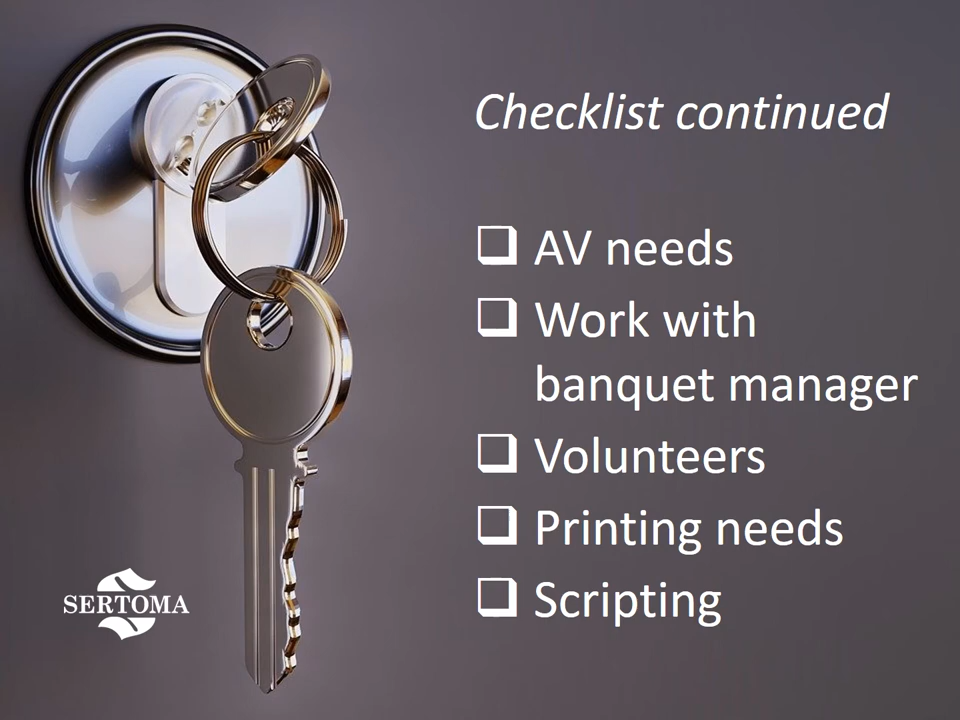 Checklist continued
❑ AV needs
❑ Work with
banquet manager
❑ Volunteers
❑ Printing needs
❑ Scripting
SERTOMA